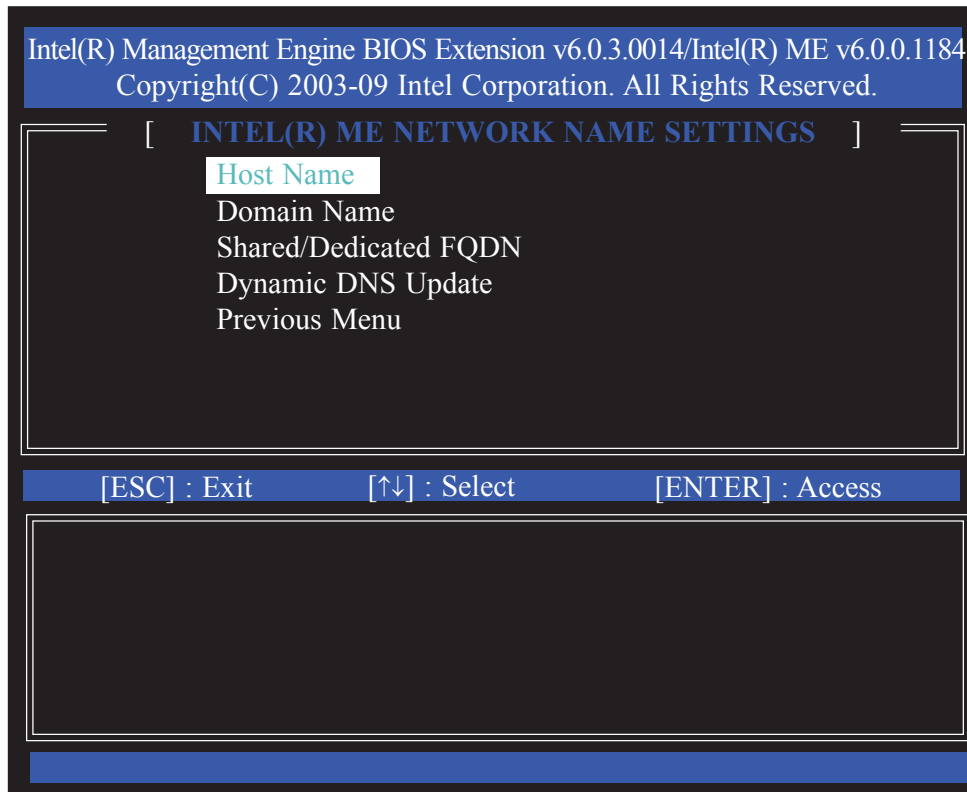 Intel(R) Management Engine BIOS Extension v6.0.3.0014/Intel(R) ME v6.0.0.1184
Copyright(C) 2003-09 Intel Corporation. All Rights Reserved.
[ INTEL(R) ME NETWORK NAME SETTINGS ]
Host Name
Domain Name
Shared/Dedicated FQDN
Dynamic DNS Update
Previous Menu
[ESC] : Exit [↑↓] : Select [ENTER] : Access